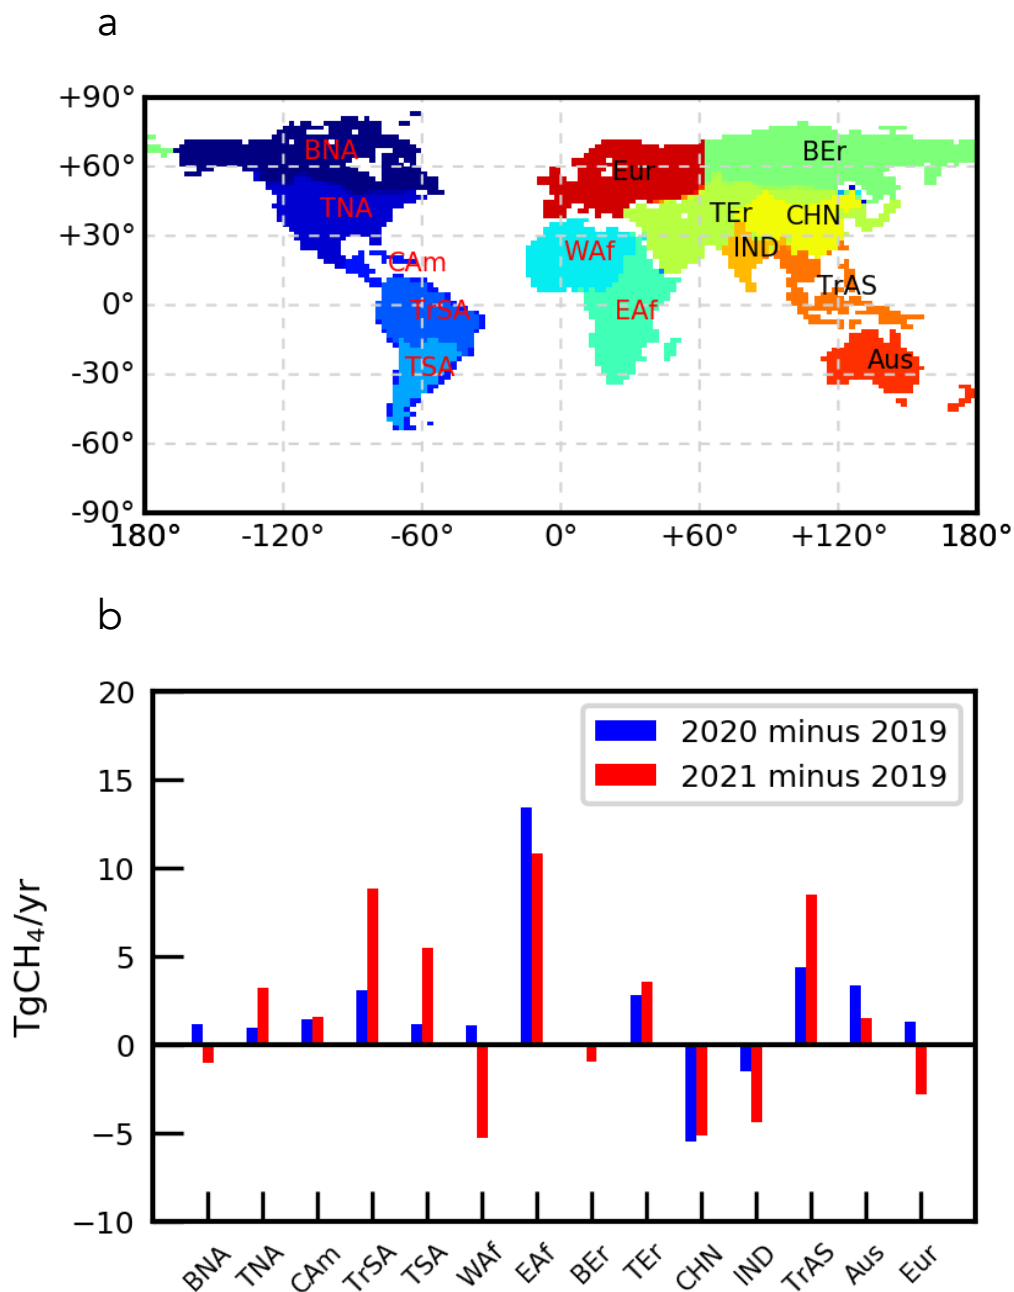 a
+90°
+60°
+30°
0°
-30°
-60°
-90°
180° -120° -60° 0° +60° +120° 180°
BNA
TNA
CAm
TrSA
TSA
Eur
WAf
EAf
BEr
TEr
CHN
IND
TrAS
Aus
b
TgCH₄/yr
20
15
10
5
0
−5
−10
2020 minus 2019
2021 minus 2019
BNA TNA CAm TrSA TSA WAf EAf BEr TEr CHN IND TrAS Aus Eur